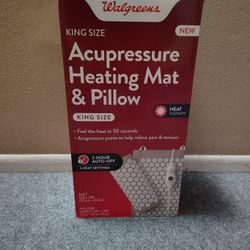 Walgreens
KING SIZE
NEW
Acupressure
Heating Mat
& Pillow
KING SIZE
HEAT
THERAPY
• Feel the heat in 30 seconds
• Acupressure points to help relieve pain & tension
2-HOUR
AUTO-OFF
3 HEAT SETTINGS
MAT
PILLOW